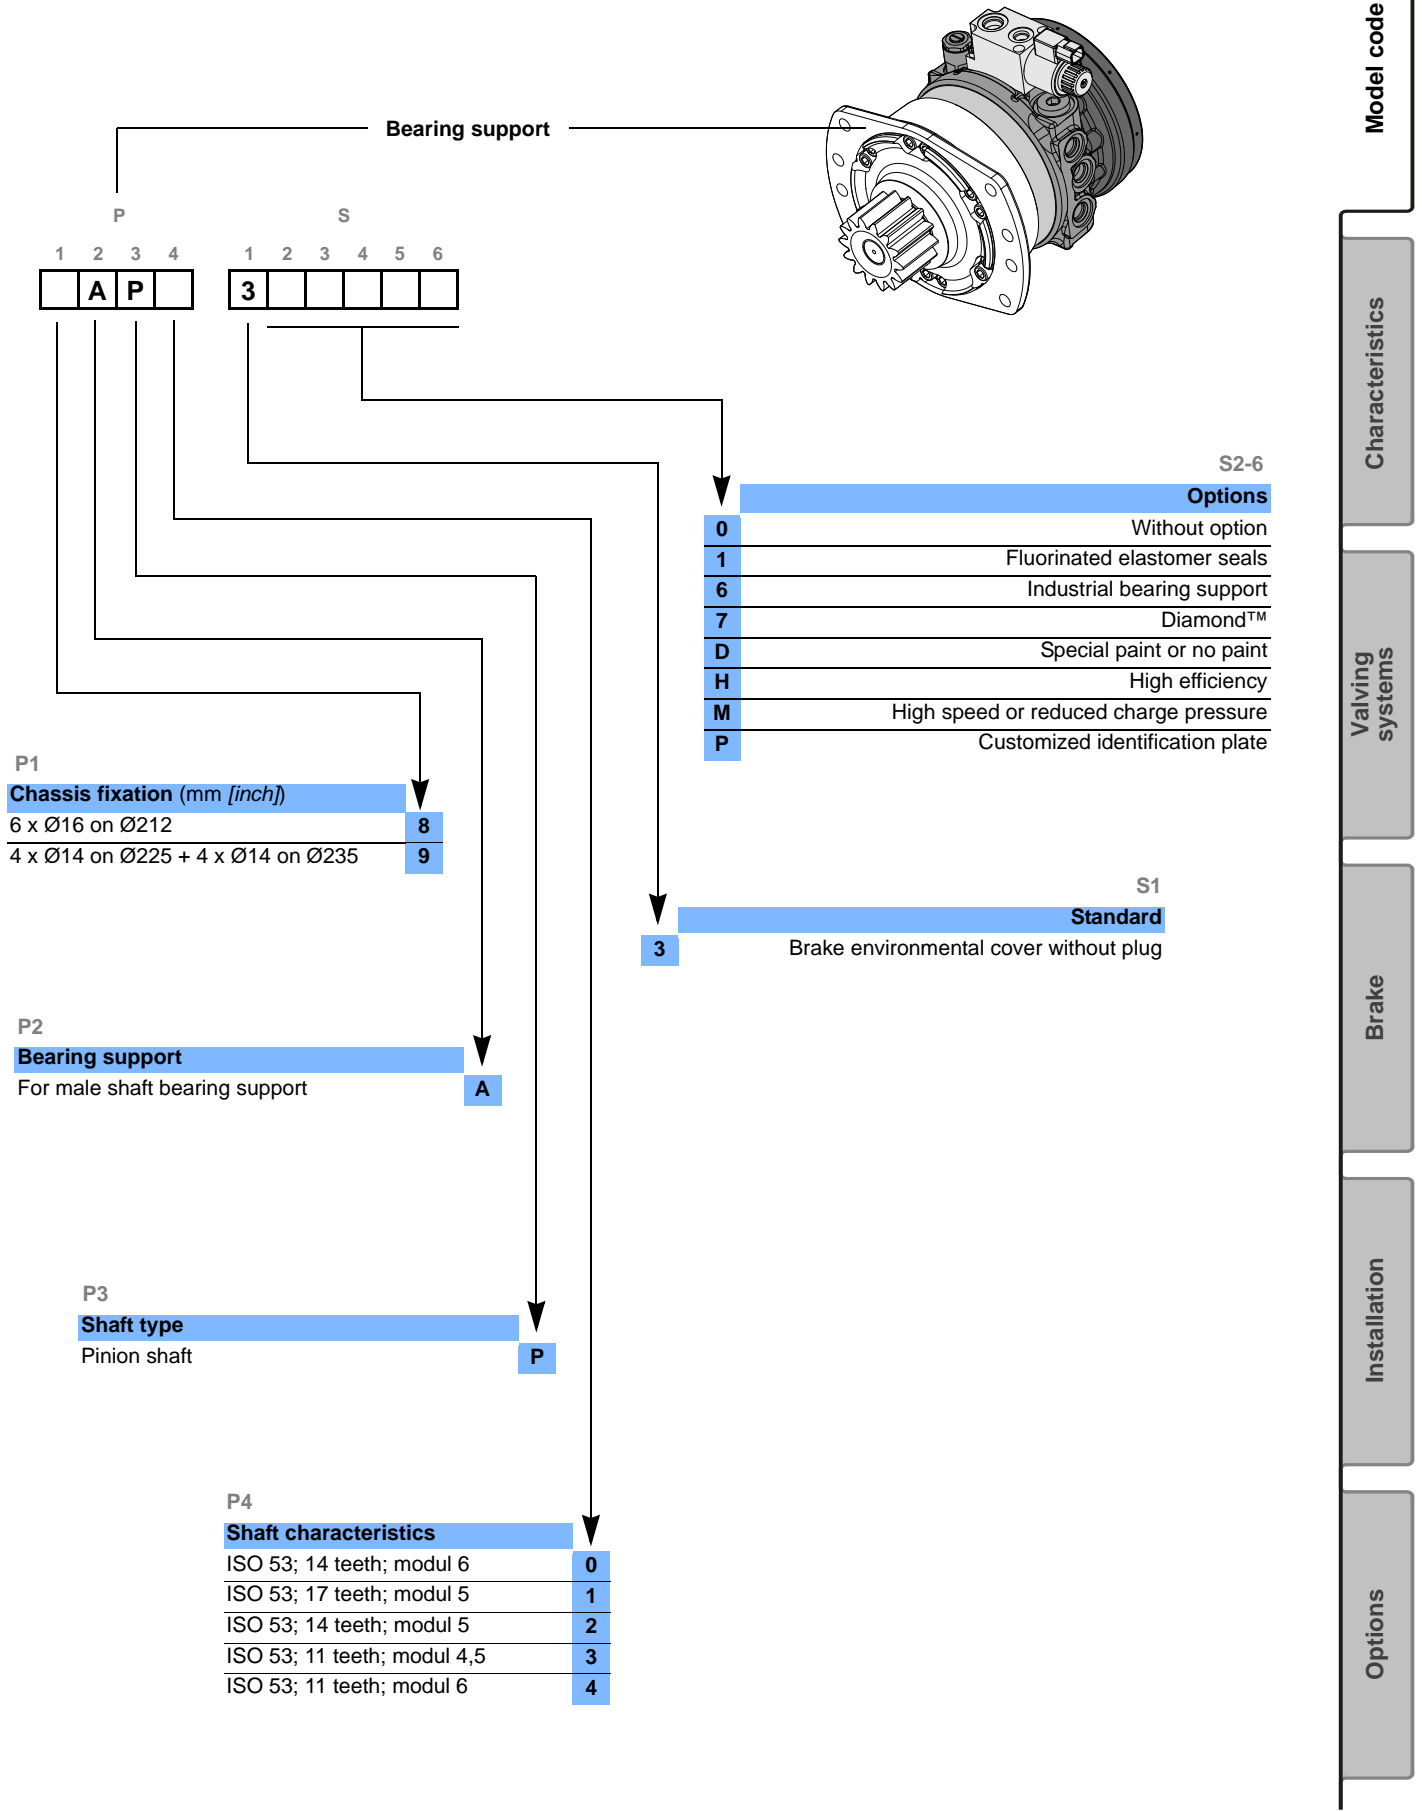 Model code
Bearing support
P S
1 2 3 4 1 2 3 4 5 6
A P 3
Characteristics
S2-6
Options
0 Without option
1 Fluorinated elastomer seals
6 Industrial bearing support
7 Diamond™
D Special paint or no paint
H High efficiency
M High speed or reduced charge pressure
P Customized identification plate
Valving
systems
P1
Chassis fixation (mm [inch])
6 x Ø16 on Ø212 8
4 x Ø14 on Ø225 + 4 x Ø14 on Ø235 9
S1
Standard
3 Brake environmental cover without plug
Brake
P2
Bearing support
For male shaft bearing support A
P3
Shaft type
Pinion shaft P
Installation
P4
Shaft characteristics
ISO 53; 14 teeth; modul 6 0
ISO 53; 17 teeth; modul 5 1
ISO 53; 14 teeth; modul 5 2
ISO 53; 11 teeth; modul 4,5 3
ISO 53; 11 teeth; modul 6 4
Options